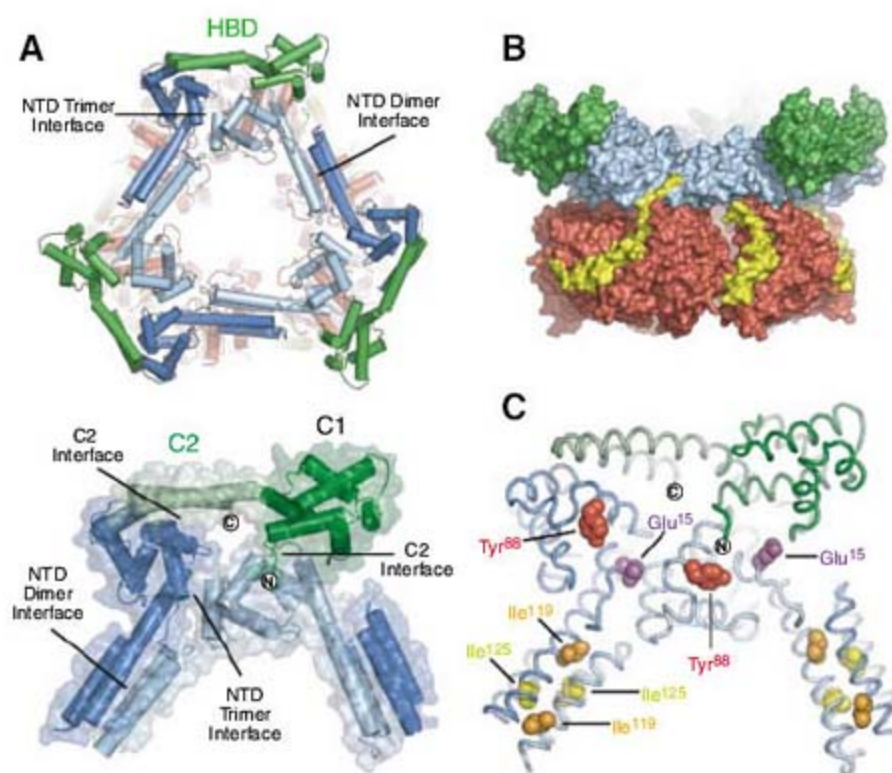 A
HBD
NTD Trimer
Interface
NTD Dimer
Interface
B
C2
Interface
C2
C1
©
C2
Interface
N
NTD
Dimer
Interface
NTD
Trimer
Interface
C
©
Glu15
N
Tyr88
Glu15
Ile119
Ile125
Tyr88
Ile125
Ile119